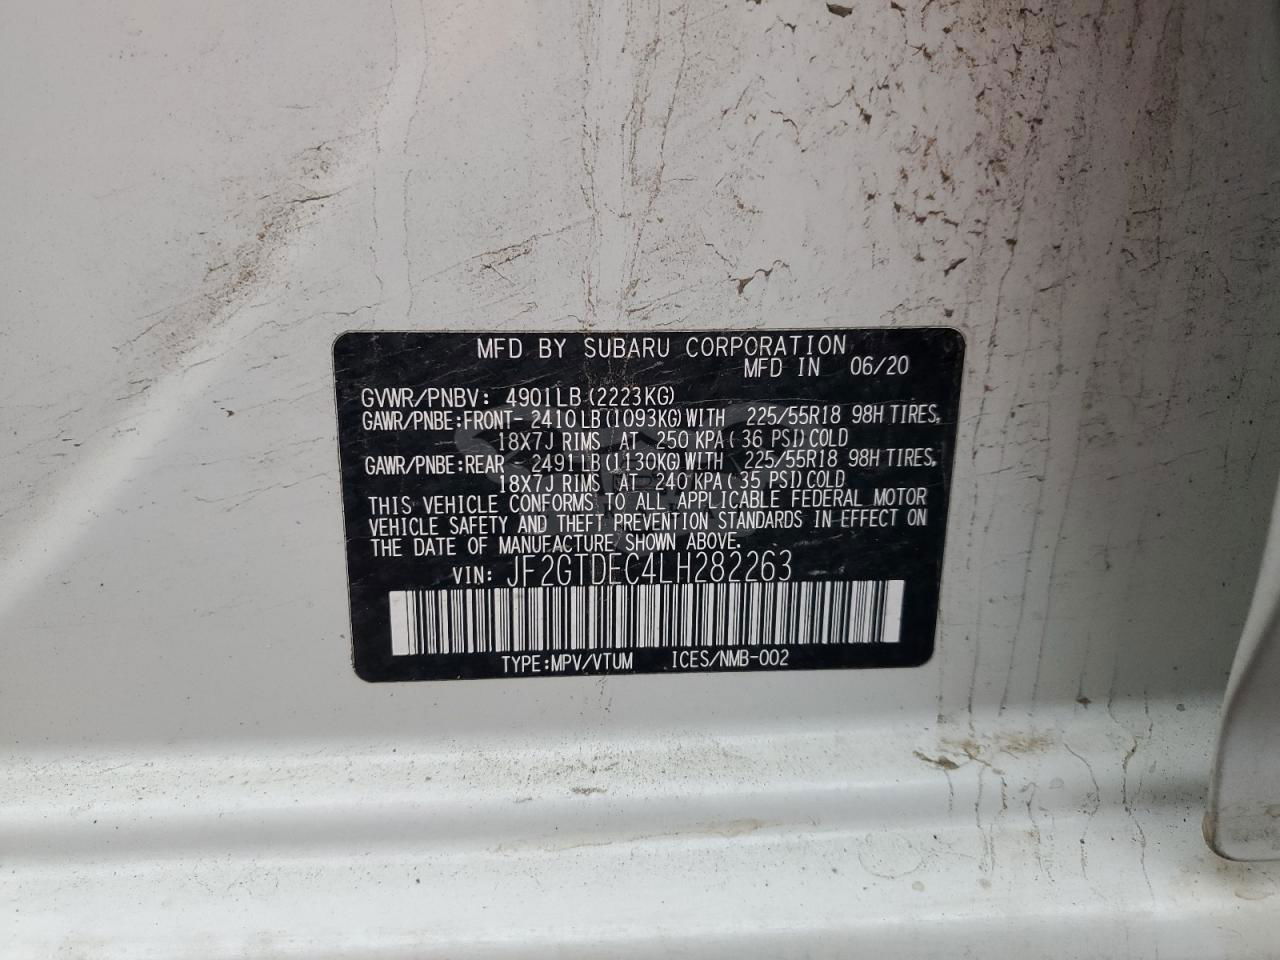 MFD BY SUBARU CORPORATION
MFD IN 06/20
GVWR/PNBV: 4901LB(2223KG)
GAWR/PNBE:FRONT- 2410LB(1093KG)WITH 225/55R18 98H TIRES,
18X7J RIMS AT 250 KPA( 36 PSI)COLD
GAWR/PNBE:REAR 2491LB(1130KG)WITH 225/55R18 98H TIRES,
18X7J RIMS AT 240 KPA( 35 PSI)COLD
THIS VEHICLE CONFORMS TO ALL APPLICABLE FEDERAL MOTOR
VEHICLE SAFETY AND THEFT PREVENTION STANDARDS IN EFFECT ON
THE DATE OF MANUFACTURE SHOWN ABOVE.
VIN: JF2GTDEC4LH282263
TYPE:MPV/VTUM ICES/NMB-002